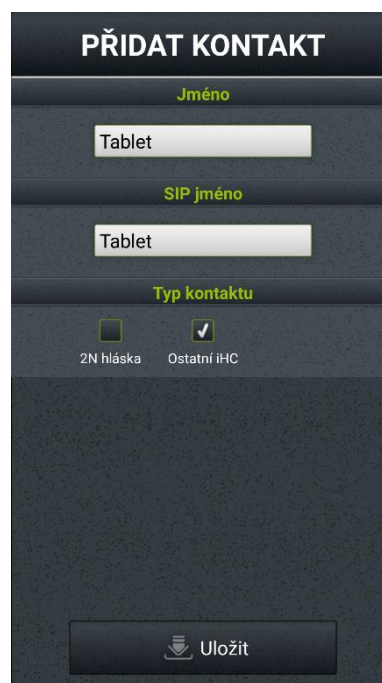 PŘIDAT KONTAKT
Jméno
Tablet
SIP jméno
Tablet
Typ kontaktu
2N hláska Ostatní iHC
Uložit